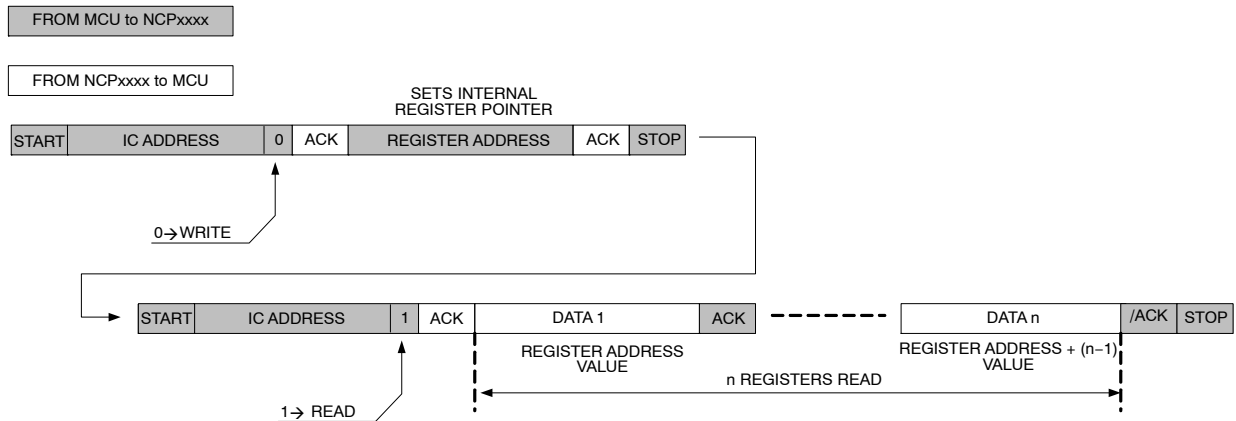 FROM MCU to NCPxxxx
FROM NCPxxxx to MCU
SETS INTERNAL
REGISTER POINTER
START IC ADDRESS 0 ACK REGISTER ADDRESS ACK STOP
0→WRITE
START IC ADDRESS 1 ACK DATA 1 ACK DATA n /ACK STOP
REGISTER ADDRESS
VALUE
REGISTER ADDRESS + (n−1)
VALUE
n REGISTERS READ
1→ READ